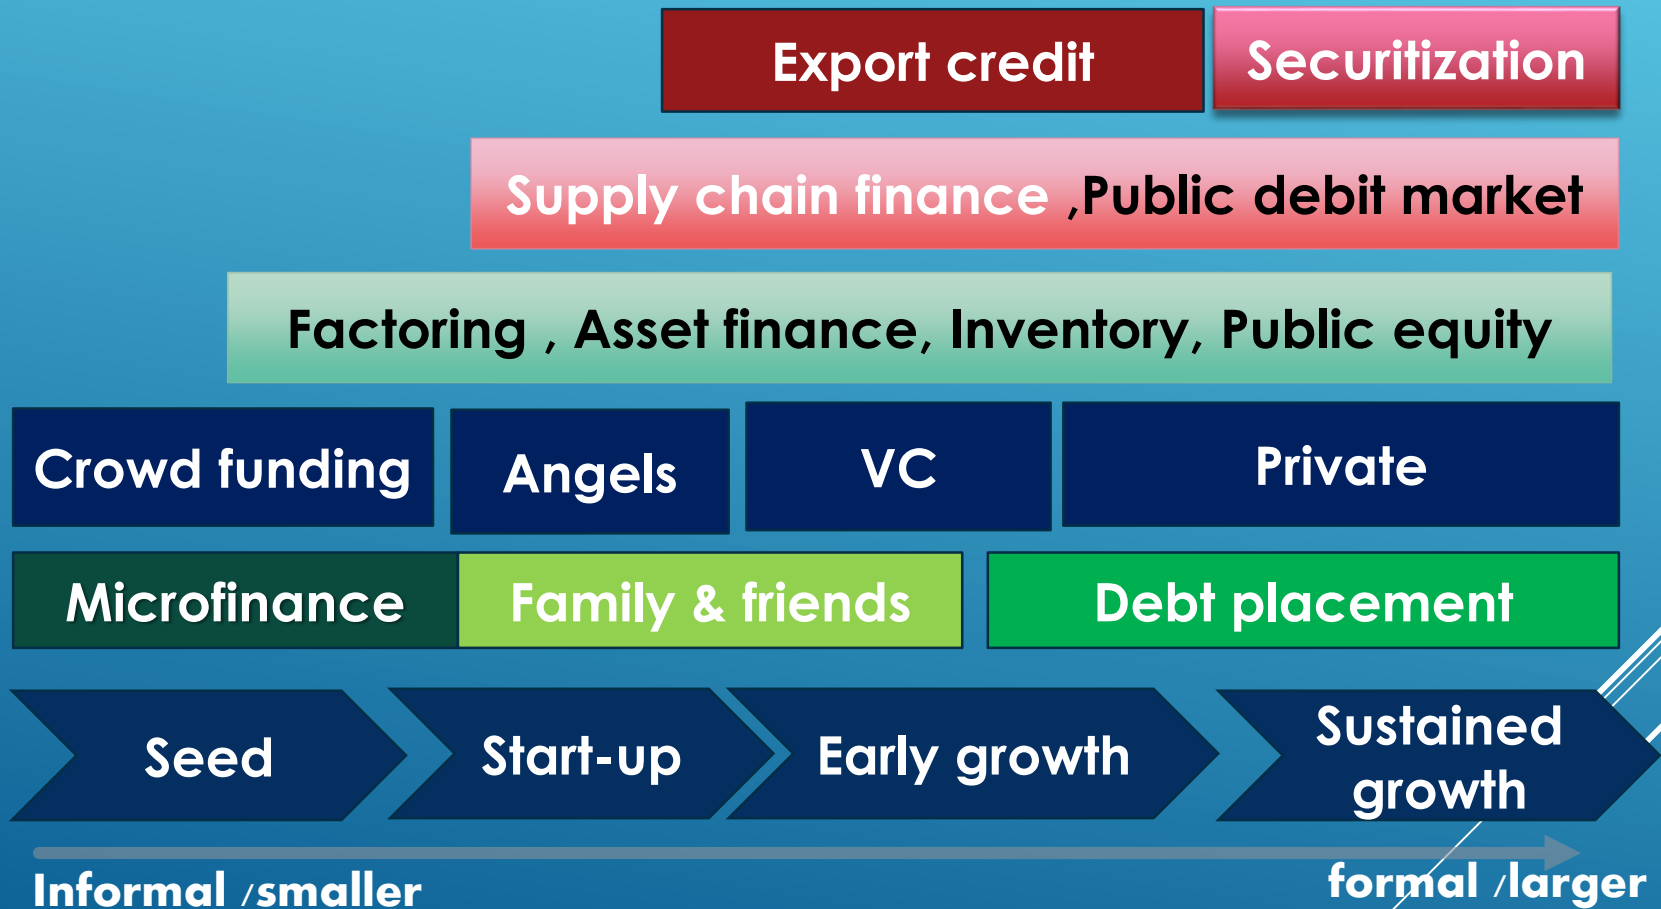 Export credit
Securitization
Supply chain finance ,Public debit market
Factoring , Asset finance, Inventory, Public equity
Crowd funding
Angels
VC
Private
Microfinance
Family & friends
Debt placement
Seed
Start-up
Early growth
Sustained
growth
Informal /smaller
formal /larger